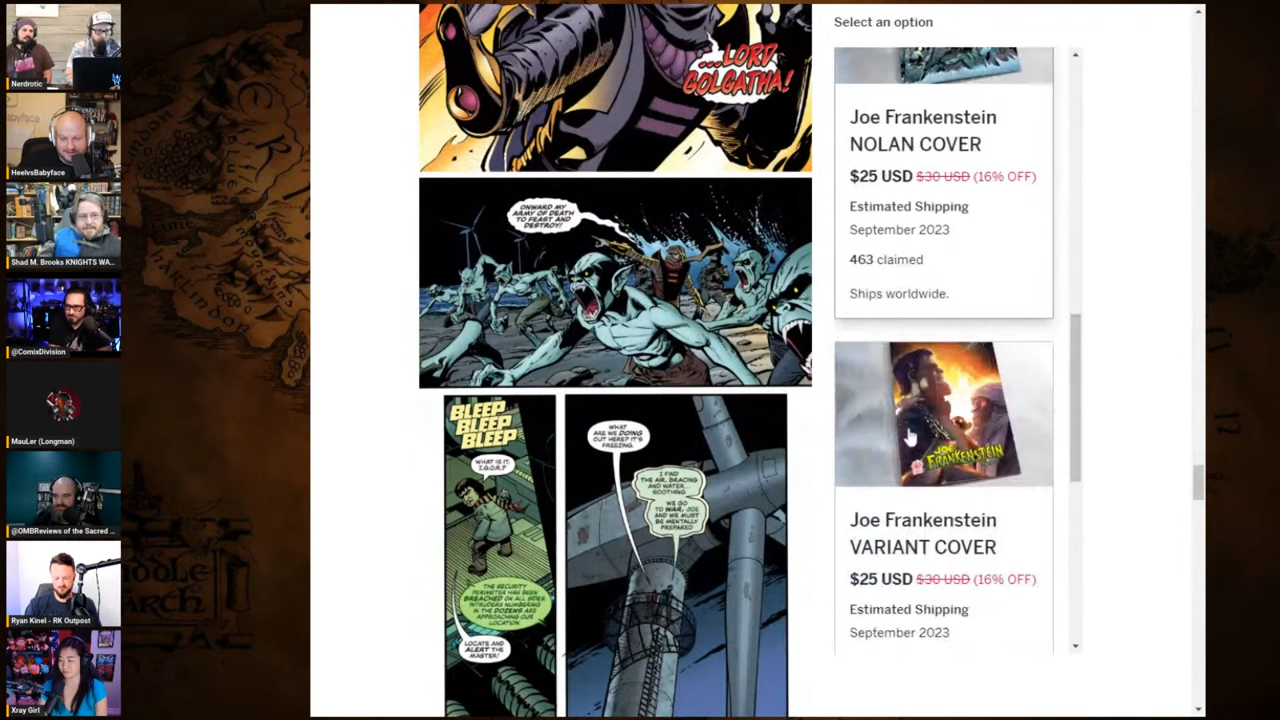 Nerdrotic
HeelvsBabyface
Shad M. Brooks KNIGHTS WA...
@ComixDivision
MauLer (Longman)
@OMBReviews of the Sacred ...
Ryan Kinel - RK Outpost
Xray Girl
...LORD
GOLGATHA!
ONWARD MY
ARMY OF DEATH
TO FEAST AND
DESTROY!
BLEEP
BLEEP
BLEEP
WHAT IS IT,
I.G.O.R.?
THE SECURITY
PERIMETER HAS BEEN
BREACHED ON ALL SIDES.
INTRUDERS NUMBERING
IN THE DOZENS ARE
APPROACHING OUR
LOCATION.
LOCATE AND
ALERT THE
MASTER!
WHAT
ARE WE DOING
OUT HERE? IT'S
FREEZING.
I FIND
THE AIR, BRACING
AND WATER...
SOOTHING.
WE GO
TO WAR, JOE
AND WE MUST
BE MENTALLY
PREPARED
Select an option
Joe Frankenstein
NOLAN COVER
$25 USD $30 USD (16% OFF)
Estimated Shipping
September 2023
463 claimed
Ships worldwide.
JOE
FRANKENSTEIN
Joe Frankenstein
VARIANT COVER
$25 USD $30 USD (16% OFF)
Estimated Shipping
September 2023